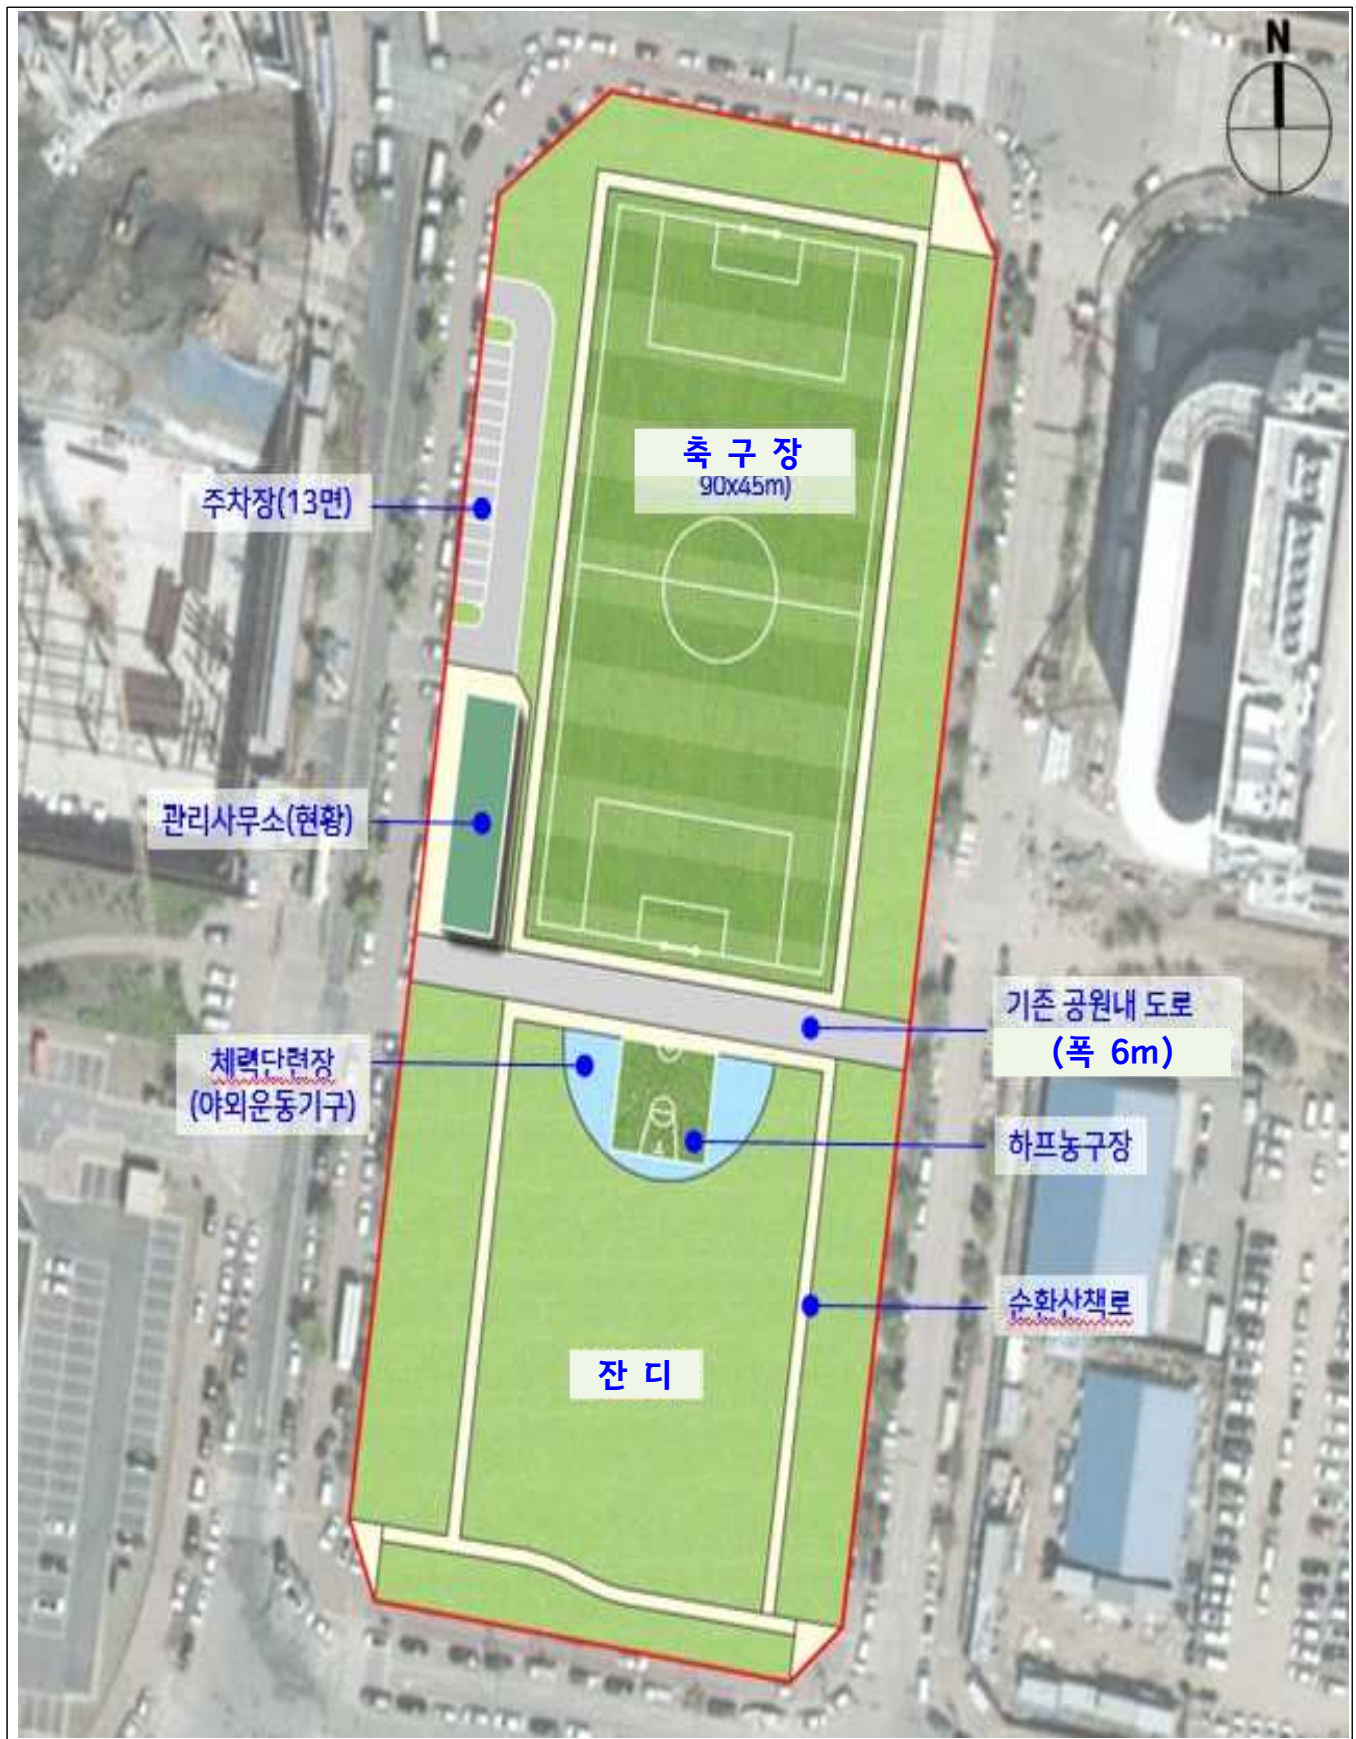 N
축 구 장
90x45m)
주차장(13면)
관리사무소(현황)
기존 공원내 도로
(폭 6m)
체력단련장
(야외운동기구)
하프농구장
순환산책로
잔 디